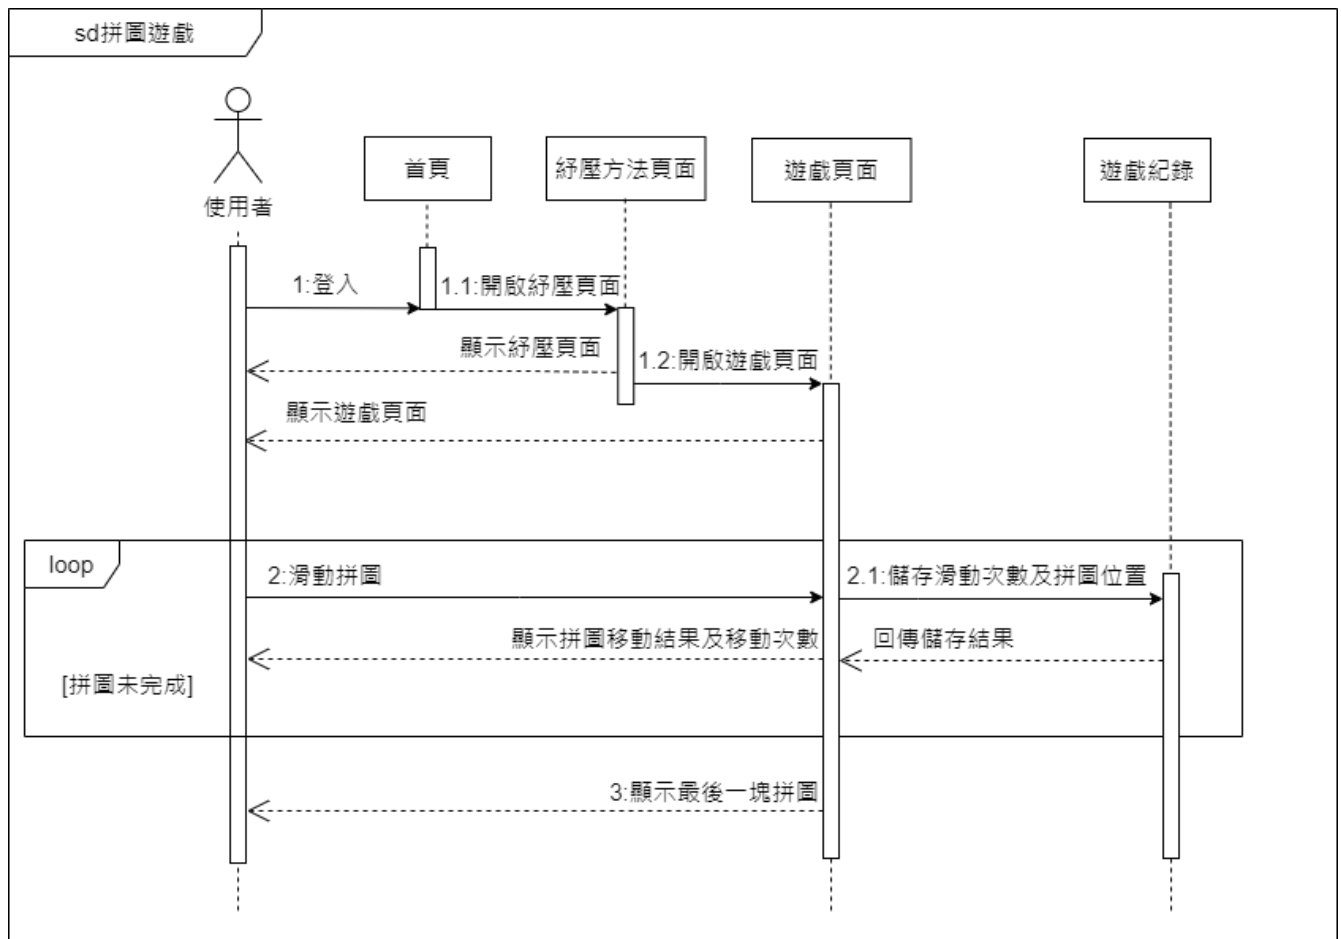 sd拼圖遊戲
使用者
首頁
紓壓方法頁面
遊戲頁面
遊戲紀錄
1:登入
1.1:開啟紓壓頁面
顯示紓壓頁面
1.2:開啟遊戲頁面
顯示遊戲頁面
loop
2:滑動拼圖
2.1:儲存滑動次數及拼圖位置
顯示拼圖移動結果及移動次數
回傳儲存結果
[拼圖未完成]
3:顯示最後一塊拼圖